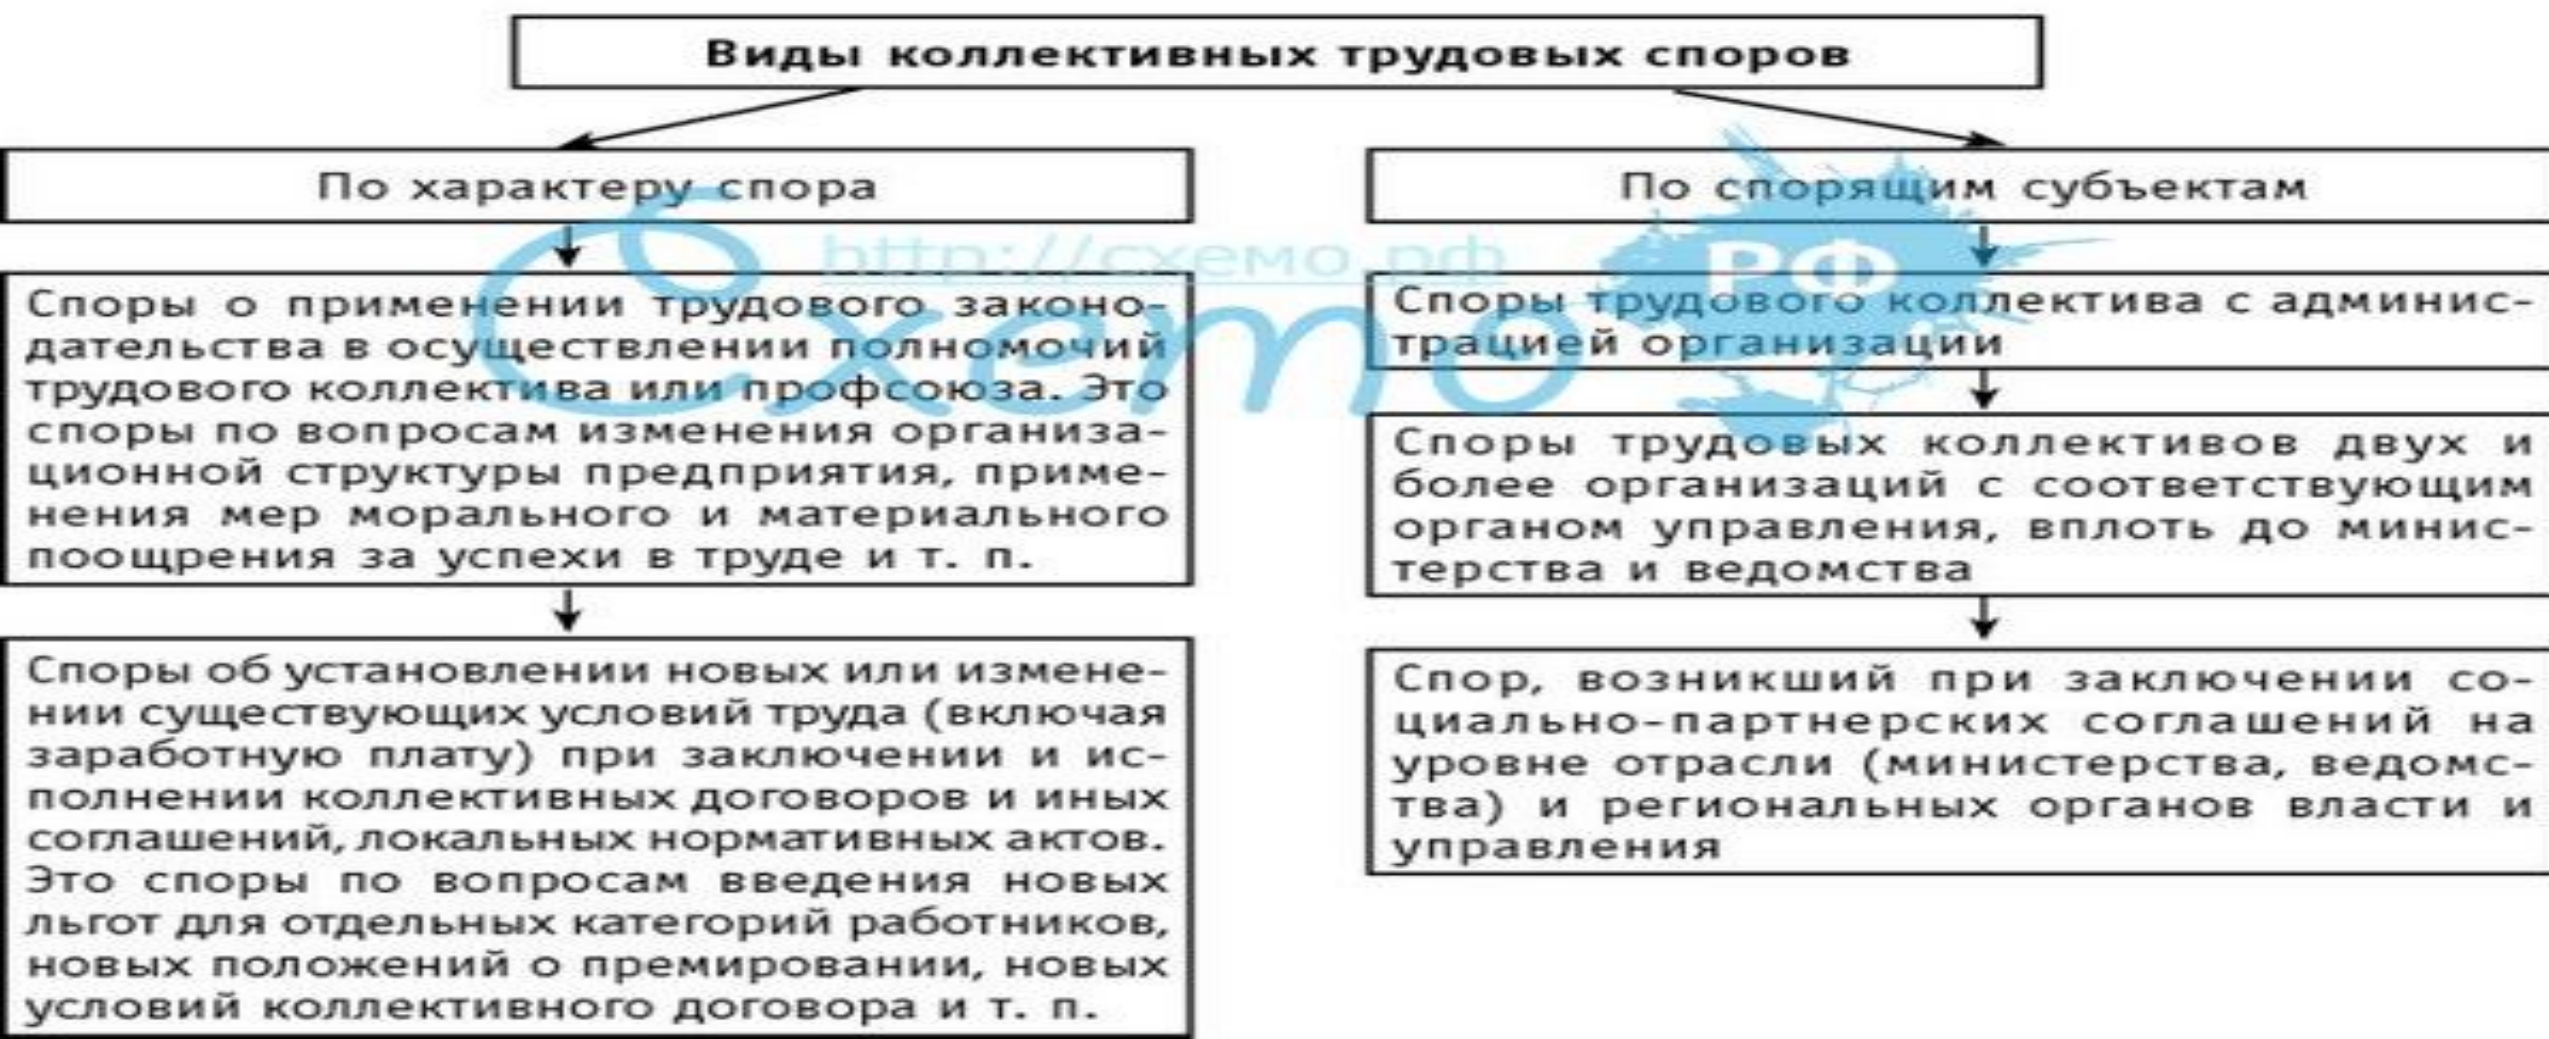 Виды коллективных трудовых споров
По характеру спора
Споры о применении трудового законо-
дательства в осуществлении полномочий
трудового коллектива или профсоюза. Это
споры по вопросам изменения организа-
ционной структуры предприятия, приме-
нения мер морального и материального
поощрения за успехи в труде и т. п.
Споры об установлении новых или измене-
нии существующих условий труда (включая
заработную плату) при заключении и ис-
полнении коллективных договоров и иных
соглашений, локальных нормативных актов.
Это споры по вопросам введения новых
льгот для отдельных категорий работников,
новых положений о премировании, новых
условий коллективного договора и т. п.
По спорящим субъектам
Споры трудового коллектива с админис-
трацией организации
Споры трудовых коллективов двух и
более организаций с соответствующим
органом управления, вплоть до минис-
терства и ведомства
Спор, возникший при заключении со-
циально-партнерских соглашений на
уровне отрасли (министерства, ведомс-
тва) и региональных органов власти и
управления
http://схемо.рф
Схемо
РФ